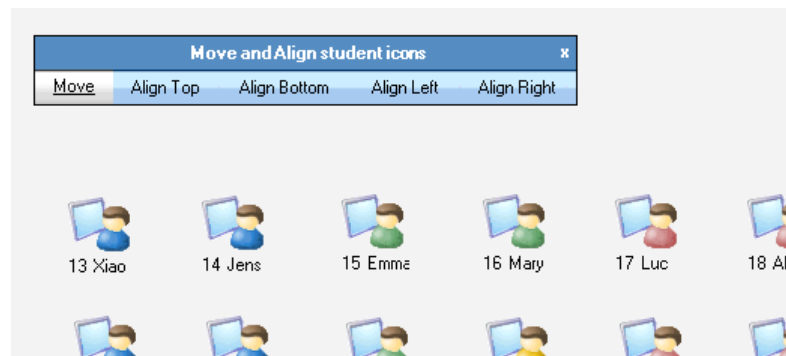 Move and Align student icons x
Move Align Top Align Bottom Align Left Align Right
13 Xiao 14 Jens 15 Emma 16 Mary 17 Luc 18